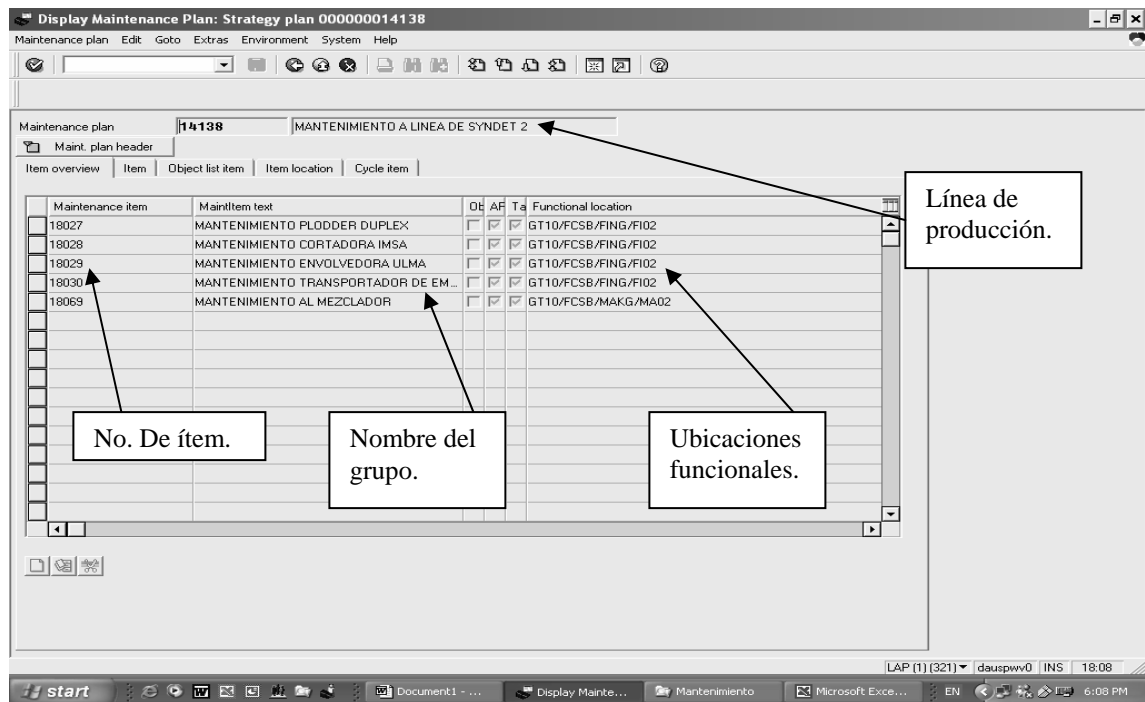 Display Maintenance Plan: Strategy plan 000000014138
Maintenance plan Edit Goto Extras Environment System Help
Maintenance plan 14138 MANTENIMIENTO A LINEA DE SYNDET 2
Maint. plan header
Item overview Item Object list item Item location Cycle item
Línea de
producción.
Maintenance item MaintItem text Ob AF Ta Functional location
18027 MANTENIMIENTO PLODDER DUPLEX GT10/FCSB/FING/FI02
18028 MANTENIMIENTO CORTADORA IMSA GT10/FCSB/FING/FI02
18029 MANTENIMIENTO ENVOLVEDORA ULMA GT10/FCSB/FING/FI02
18030 MANTENIMIENTO TRANSPORTADOR DE EM... GT10/FCSB/FING/FI02
18069 MANTENIMIENTO AL MEZCLADOR GT10/FCSB/MAKG/MA02
No. De ítem.
Nombre del
grupo.
Ubicaciones
funcionales.
LAP (1) (321) dauspwv0 INS 18:08
start Document1 - ... Display Mainte... Mantenimiento Microsoft Exce... EN 6:08 PM